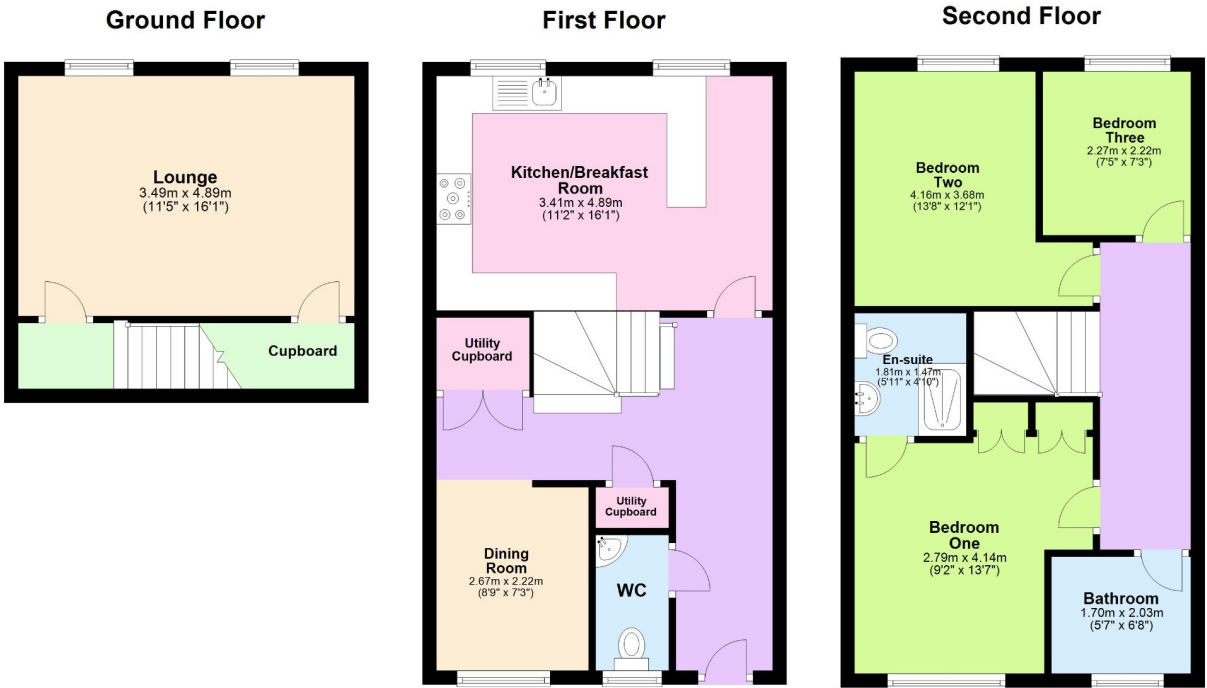 Ground Floor
Lounge
3.49m x 4.89m
(11'5" x 16'1")
Cupboard
First Floor
Kitchen/Breakfast
Room
3.41m x 4.89m
(11'2" x 16'1")
Utility
Cupboard
Utility
Cupboard
Dining
Room
2.67m x 2.22m
(8'9" x 7'3")
WC
Second Floor
Bedroom
Two
4.16m x 3.68m
(13'8" x 12'1")
Bedroom
Three
2.27m x 2.22m
(7'5" x 7'3")
En-suite
1.81m x 1.47m
(5'11" x 4'10")
Bedroom
One
2.79m x 4.14m
(9'2" x 13'7")
Bathroom
1.70m x 2.03m
(5'7" x 6'8")